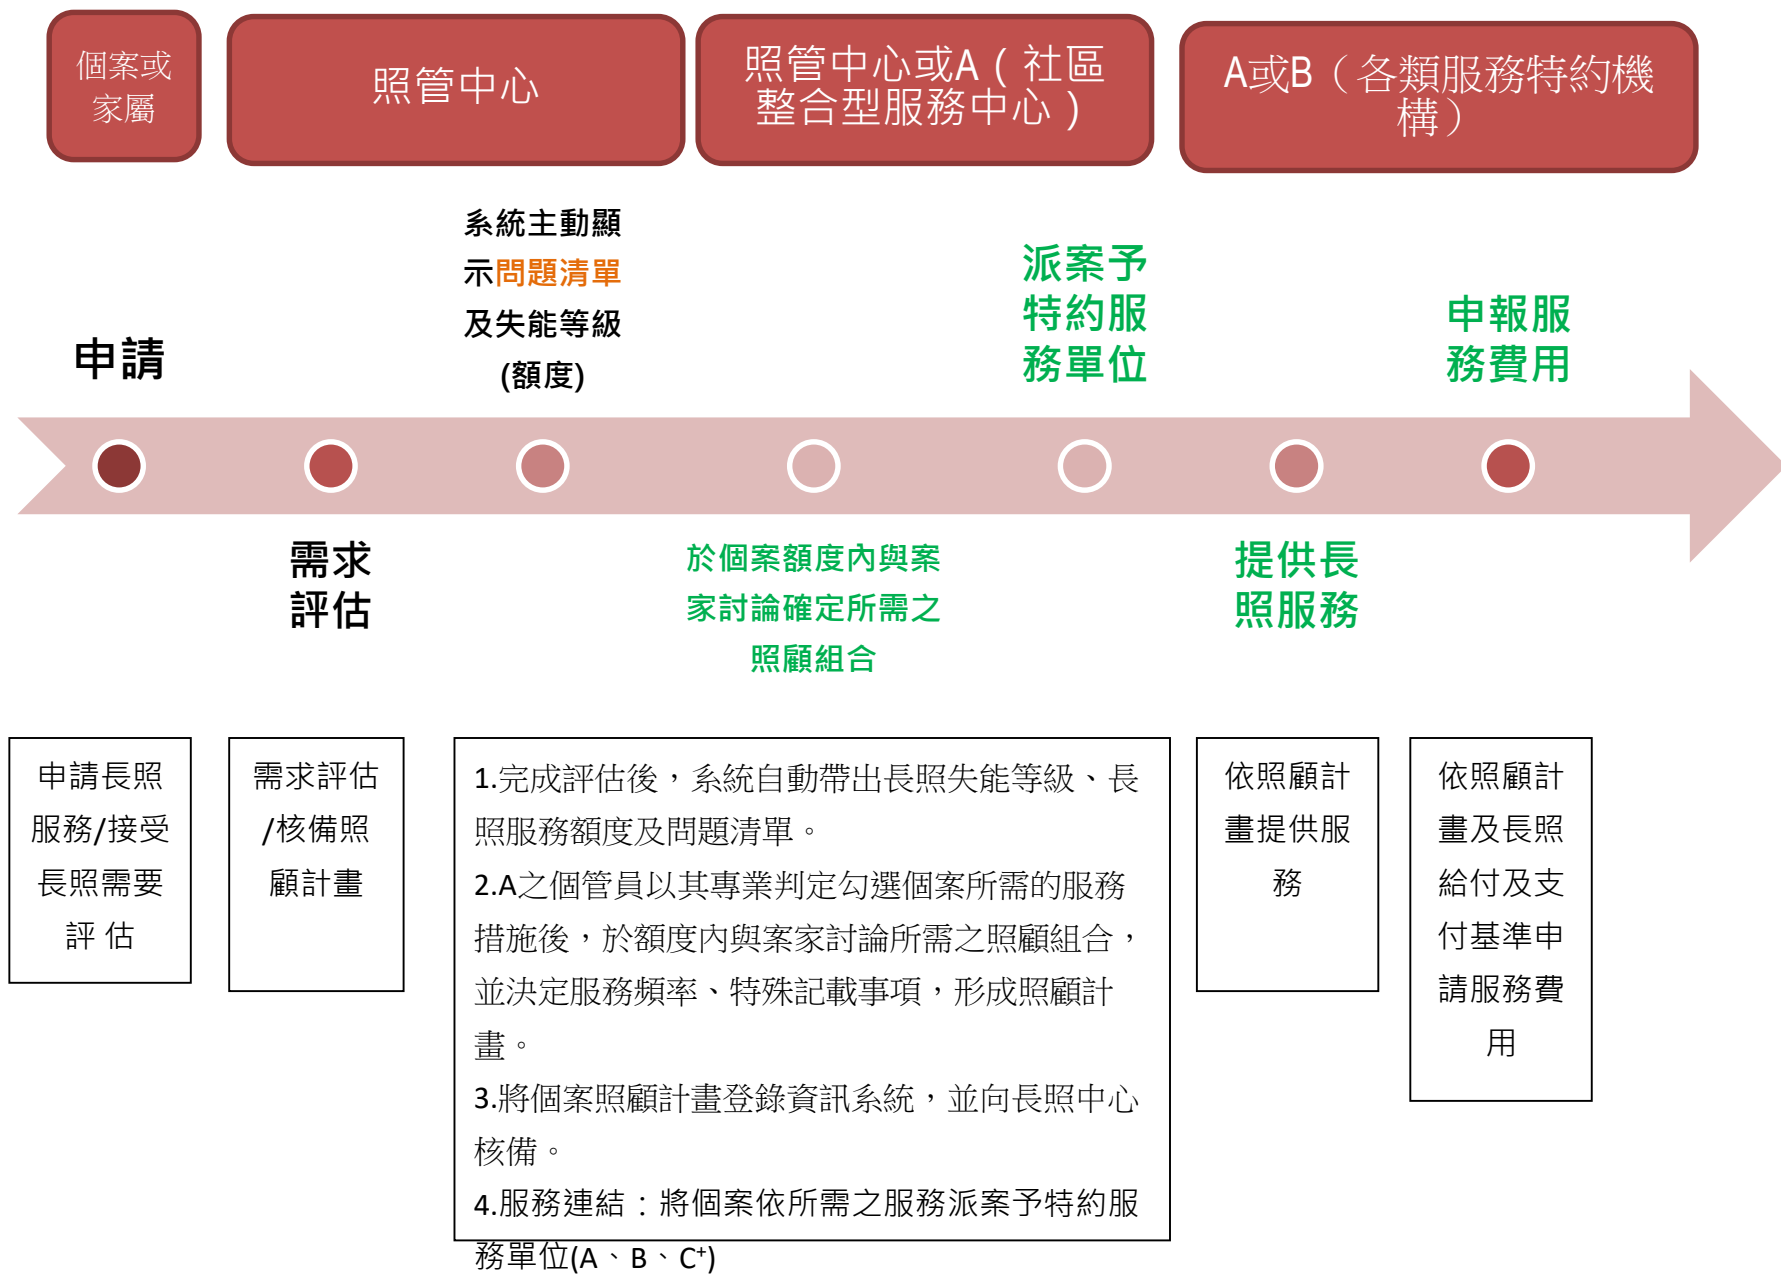 個案或
家屬
照管中心
照管中心或A（社區
整合型服務中心）
A或B（各類服務特約機
構）
系統主動顯
示問題清單
及失能等級
(額度)
申請
派案予
特約服
務單位
申報服
務費用
需求
評估
於個案額度內與案
家討論確定所需之
照顧組合
提供長
照服務
申請長照
服務/接受
長照需要
評 估
需求評估
/核備照
顧計畫
1.完成評估後，系統自動帶出長照失能等級、長
照服務額度及問題清單。
2.A之個管員以其專業判定勾選個案所需的服務
措施後，於額度內與案家討論所需之照顧組合，
並決定服務頻率、特殊記載事項，形成照顧計
畫。
3.將個案照顧計畫登錄資訊系統，並向長照中心
核備。
4.服務連結：將個案依所需之服務派案予特約服
務單位(A、B、C⁺)
依照顧計
畫提供服
務
依照顧計
畫及長照
給付及支
付基準申
請服務費
用